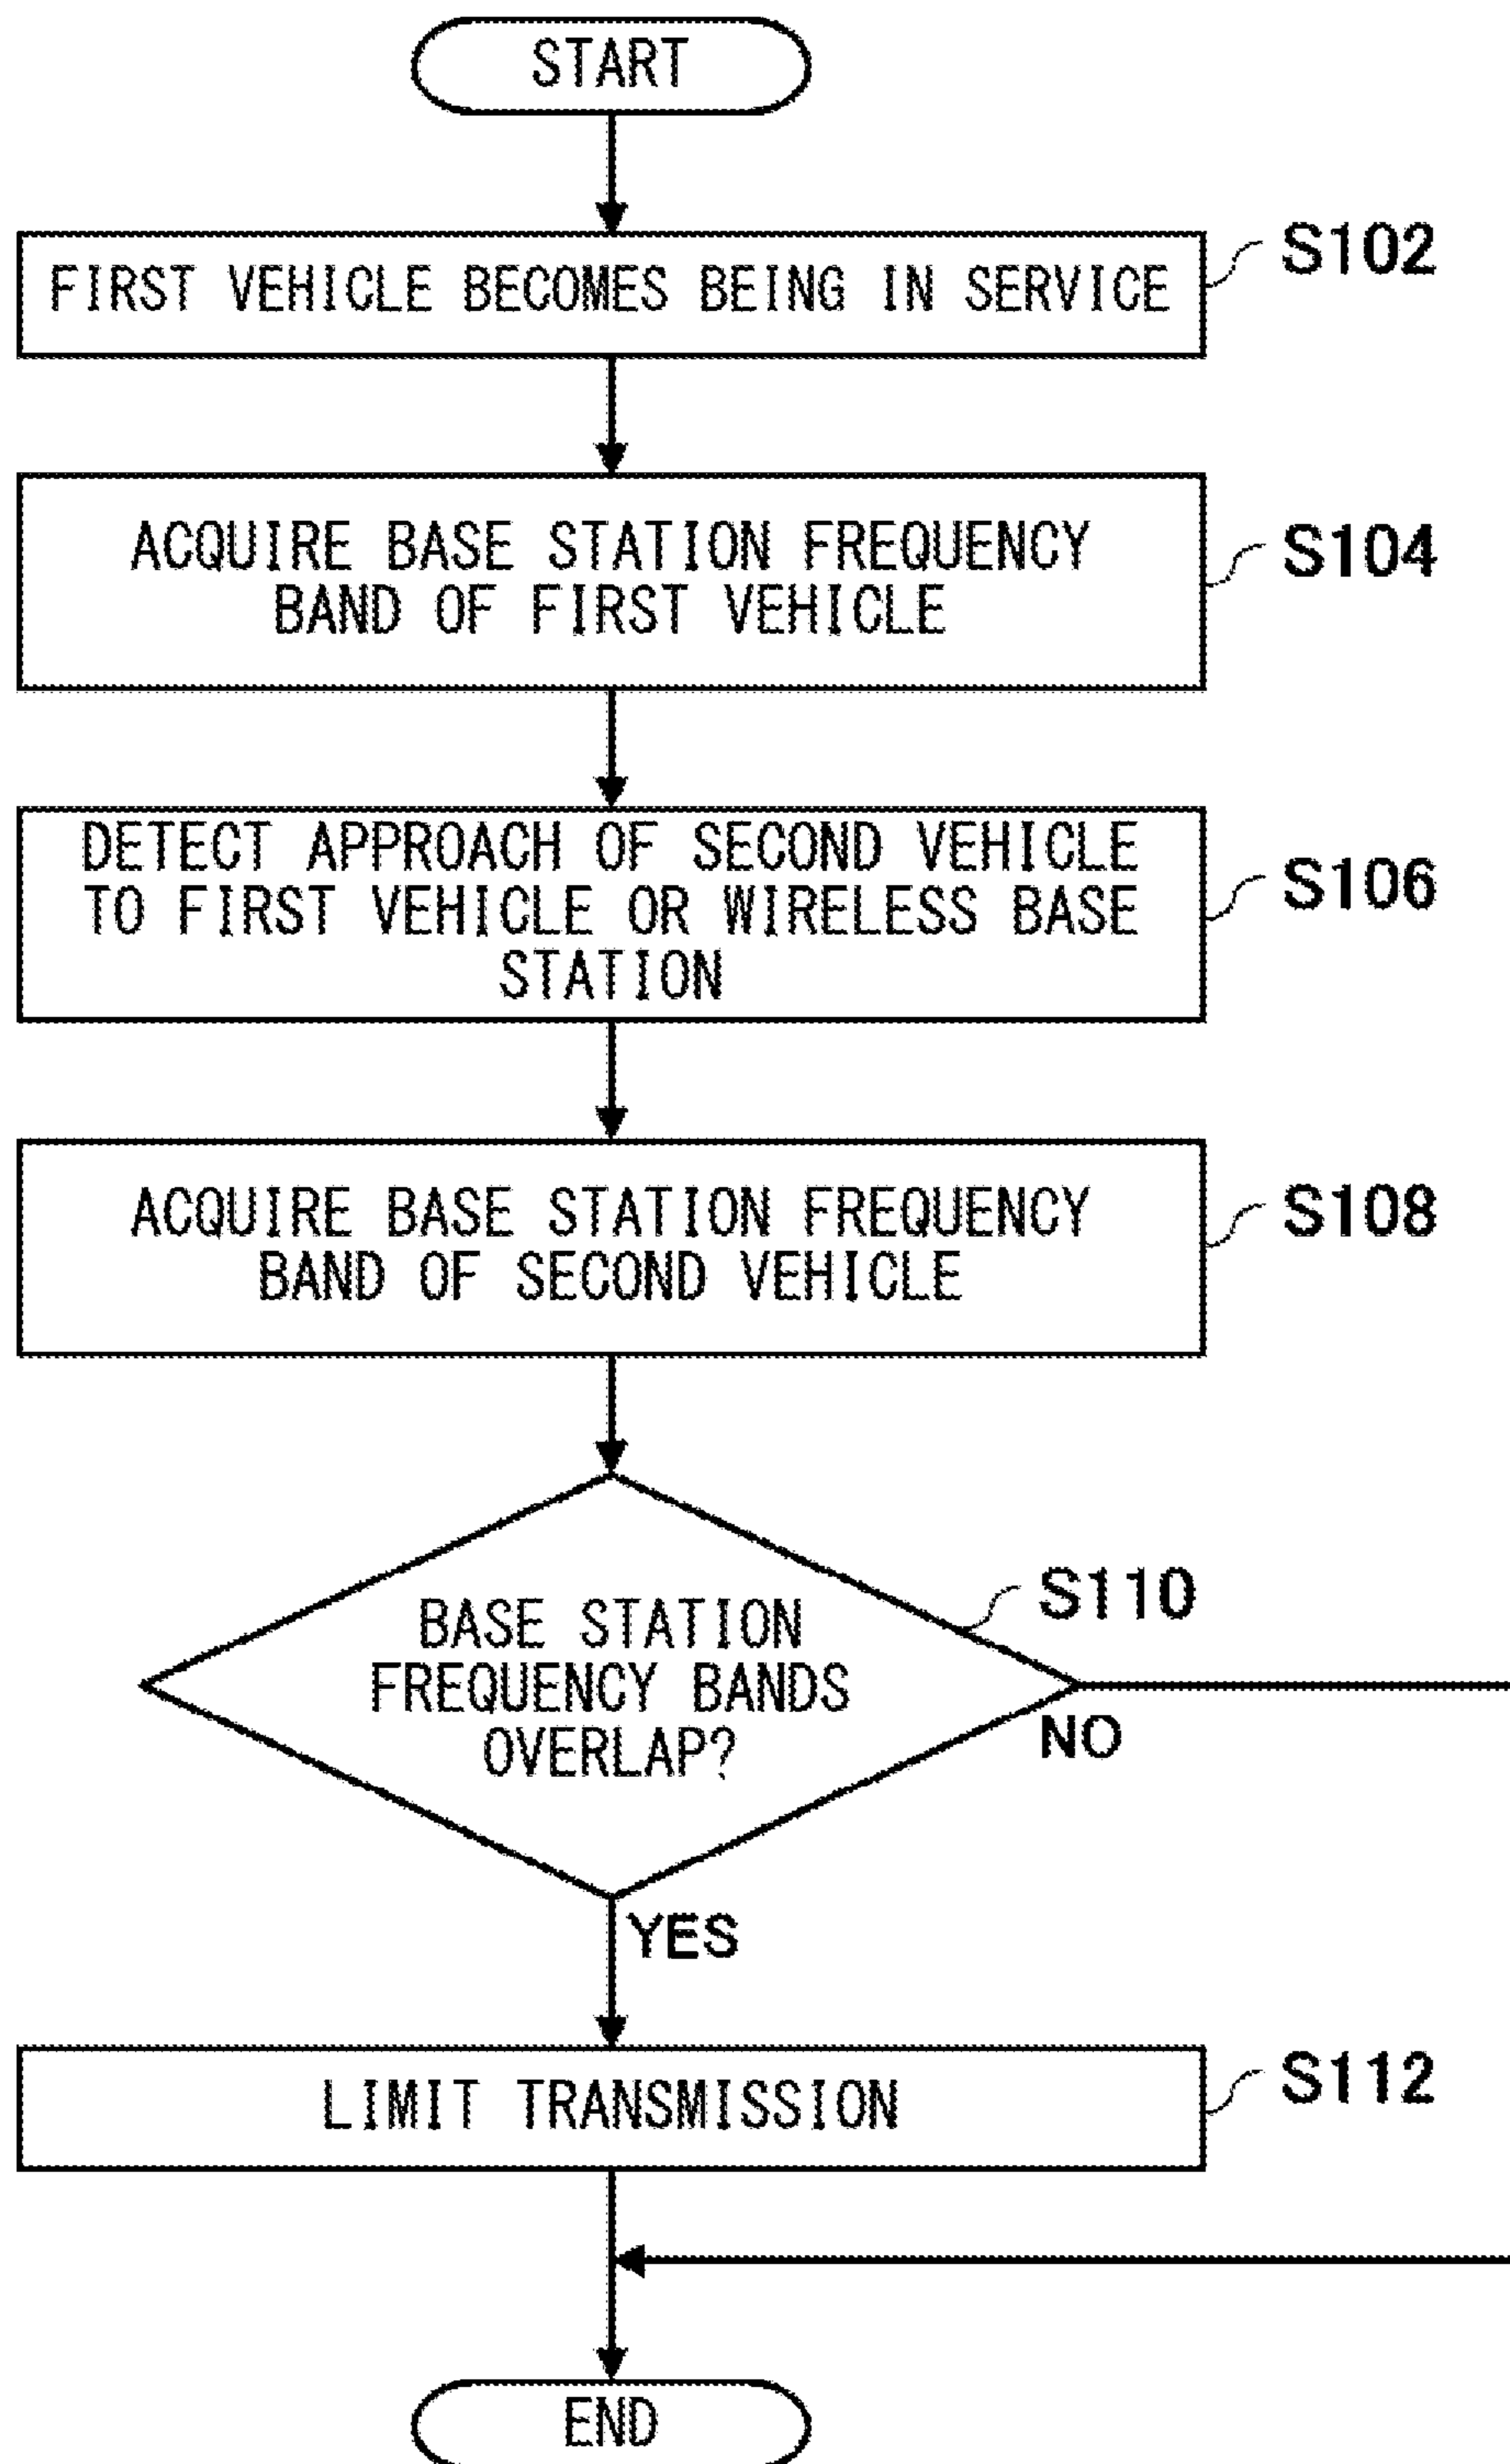 START
FIRST VEHICLE BECOMES BEING IN SERVICE
S102
ACQUIRE BASE STATION FREQUENCY
BAND OF FIRST VEHICLE
S104
DETECT APPROACH OF SECOND VEHICLE
TO FIRST VEHICLE OR WIRELESS BASE
STATION
S106
ACQUIRE BASE STATION FREQUENCY
BAND OF SECOND VEHICLE
S108
BASE STATION
FREQUENCY BANDS
OVERLAP?
S110
NO
YES
LIMIT TRANSMISSION
S112
END